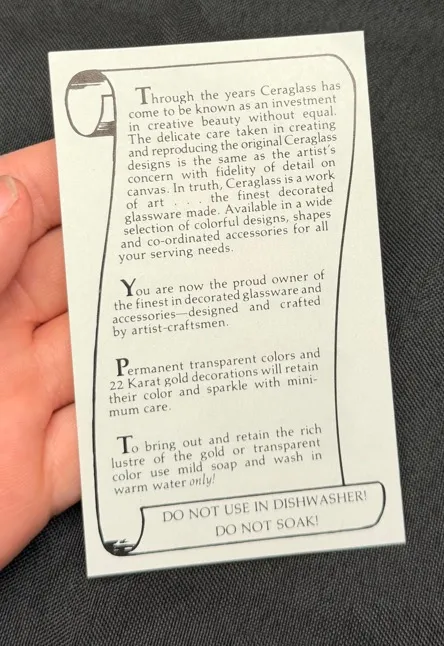 Through the years Ceraglass has
come to be known as an investment
in creative beauty without equal.
The delicate care taken in creating
and reproducing the original Ceraglass
designs is the same as the artist's
concern with fidelity of detail on
canvas. In truth, Ceraglass is a work
of art . . . the finest decorated
glassware made. Available in a wide
selection of colorful designs, shapes
and co-ordinated accessories for all
your serving needs.
You are now the proud owner of
the finest in decorated glassware and
accessories—designed and crafted
by artist-craftsmen.
Permanent transparent colors and
22 Karat gold decorations will retain
their color and sparkle with mini-
mum care.
To bring out and retain the rich
lustre of the gold or transparent
color use mild soap and wash in
warm water only!
DO NOT USE IN DISHWASHER!
DO NOT SOAK!